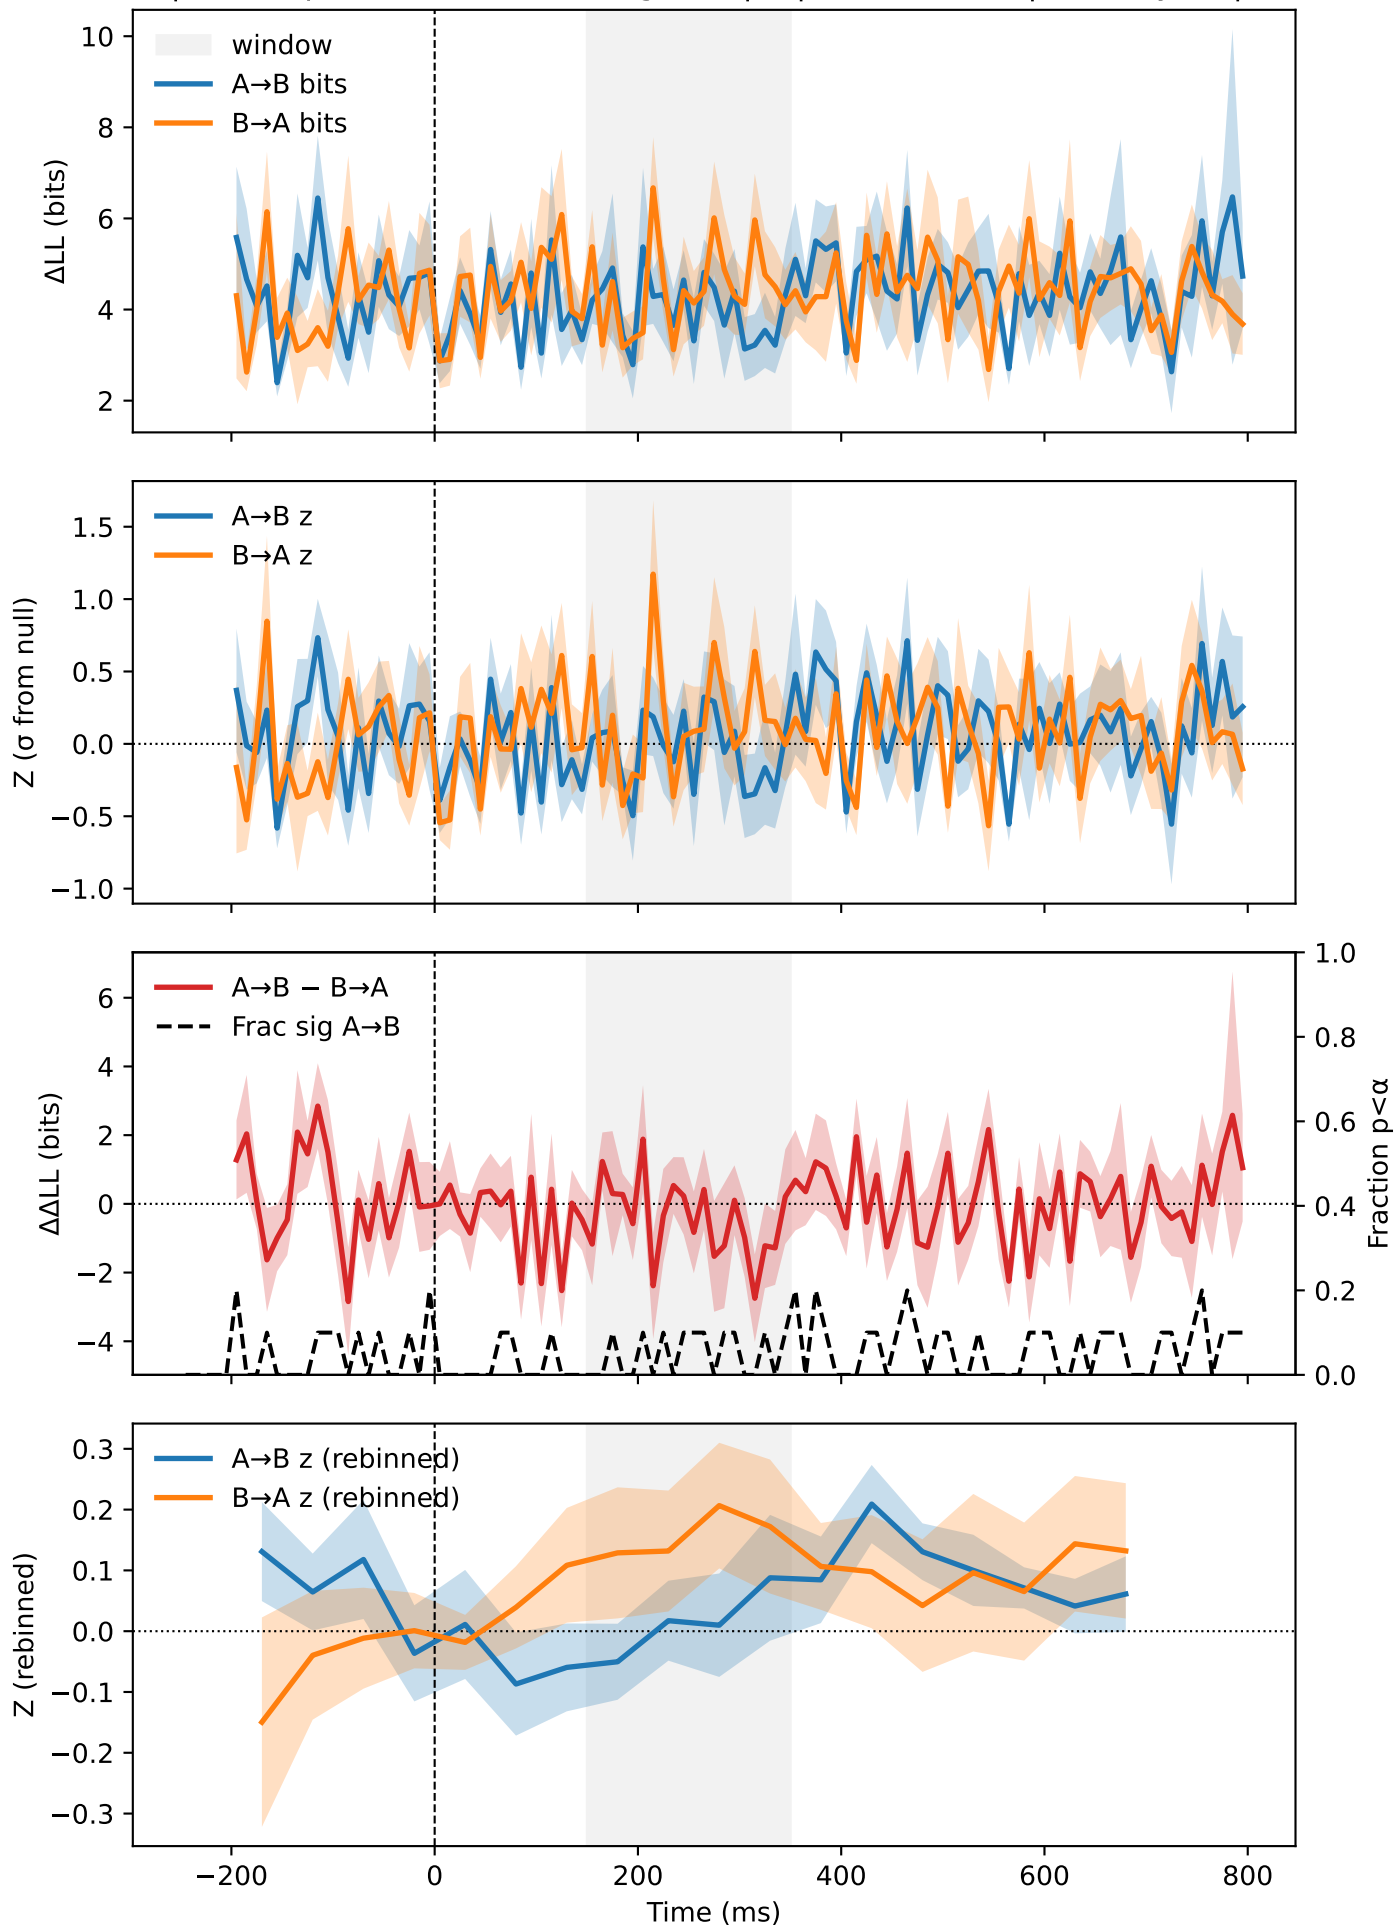 10
8
6
4
2
ΔLL (bits)
window
A→B bits
B→A bits
1.5
1.0
0.5
0.0
−0.5
−1.0
Z (σ from null)
A→B z
B→A z
6
4
2
0
−2
−4
ΔΔLL (bits)
A→B − B→A
Frac sig A→B
1.0
0.8
0.6
0.4
0.2
0.0
Fraction p<α
0.3
0.2
0.1
0.0
−0.1
−0.2
−0.3
Z (rebinned)
A→B z (rebinned)
B→A z (rebinned)
−200 0 200 400 600 800
Time (ms)